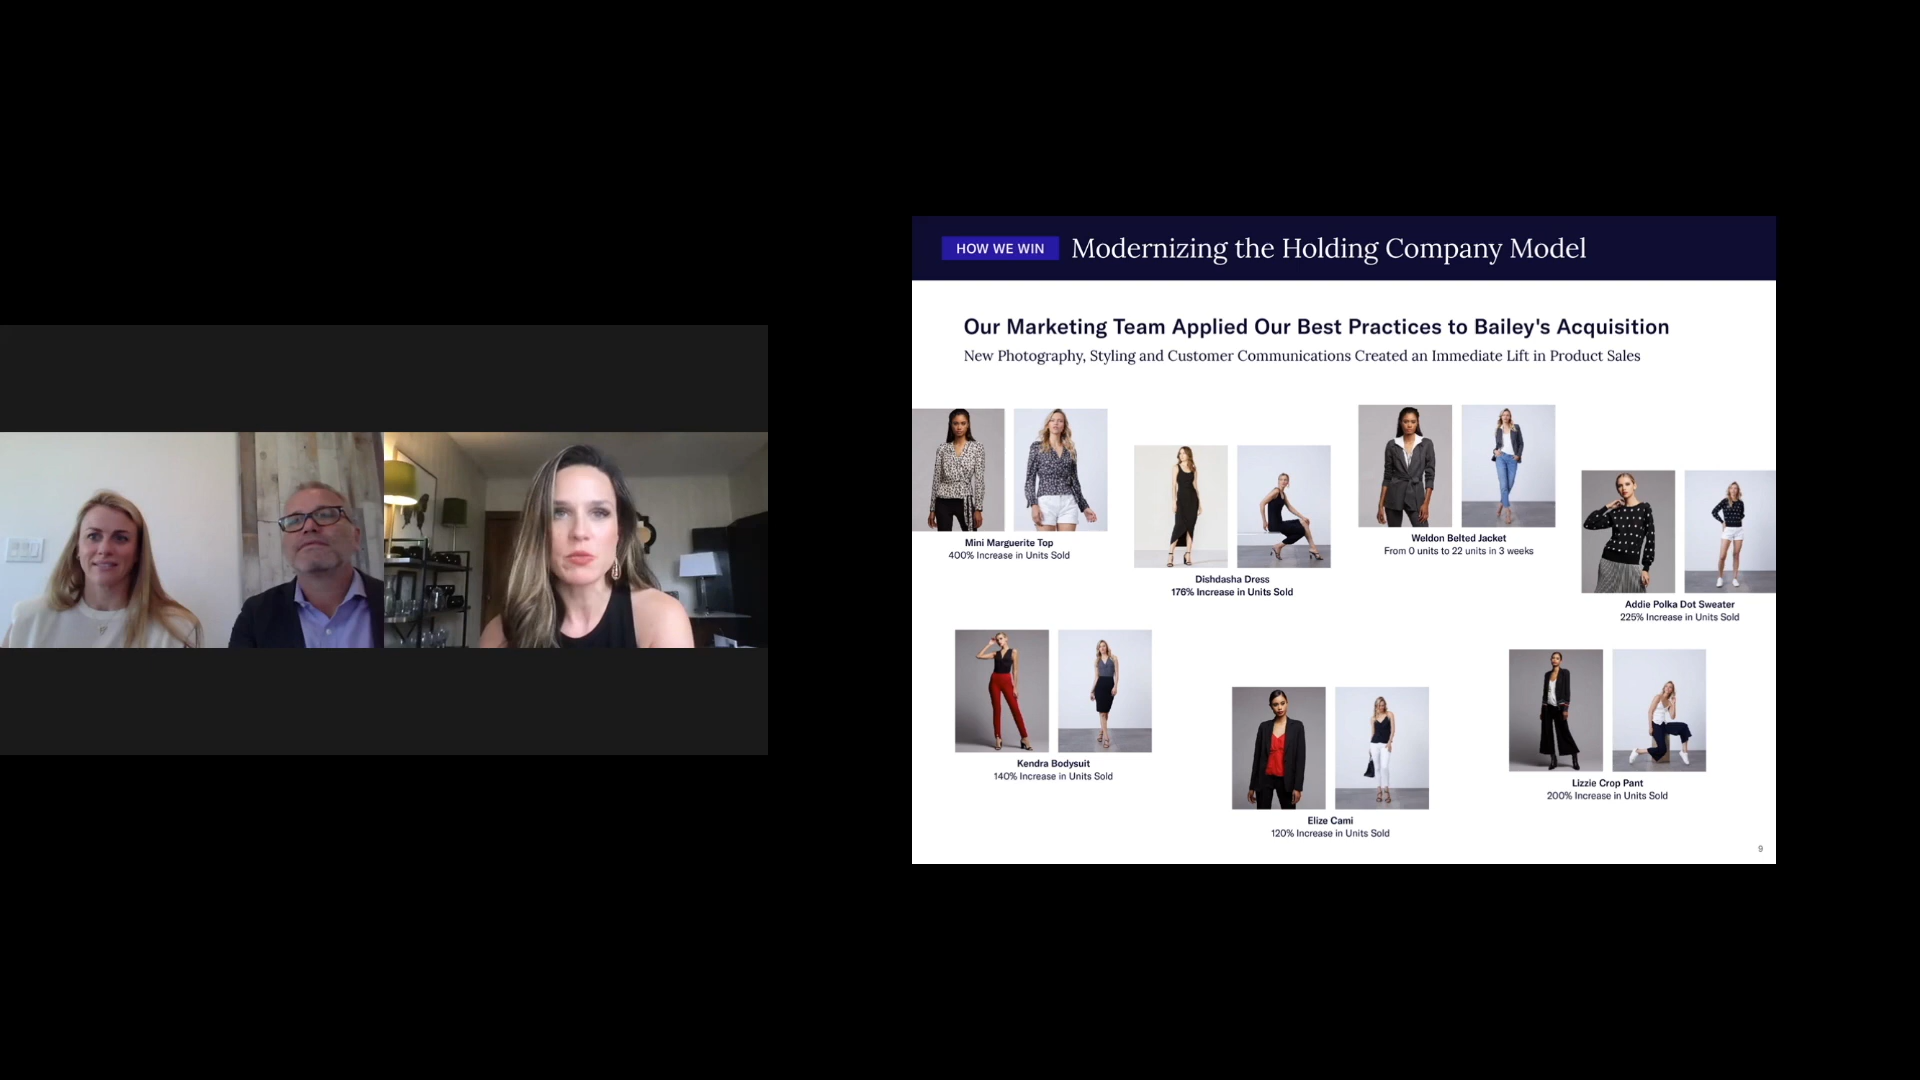 HOW WE WIN
Modernizing the Holding Company Model
Our Marketing Team Applied Our Best Practices to Bailey's Acquisition
New Photography, Styling and Customer Communications Created an Immediate Lift in Product Sales
Mini Marguerite Top
400% Increase in Units Sold
Dishdasha Dress
176% Increase in Units Sold
Weldon Belted Jacket
From 0 units to 22 units in 3 weeks
Addie Polka Dot Sweater
225% Increase in Units Sold
Kendra Bodysuit
140% Increase in Units Sold
Elize Cami
120% Increase in Units Sold
Lizzie Crop Pant
200% Increase in Units Sold
9